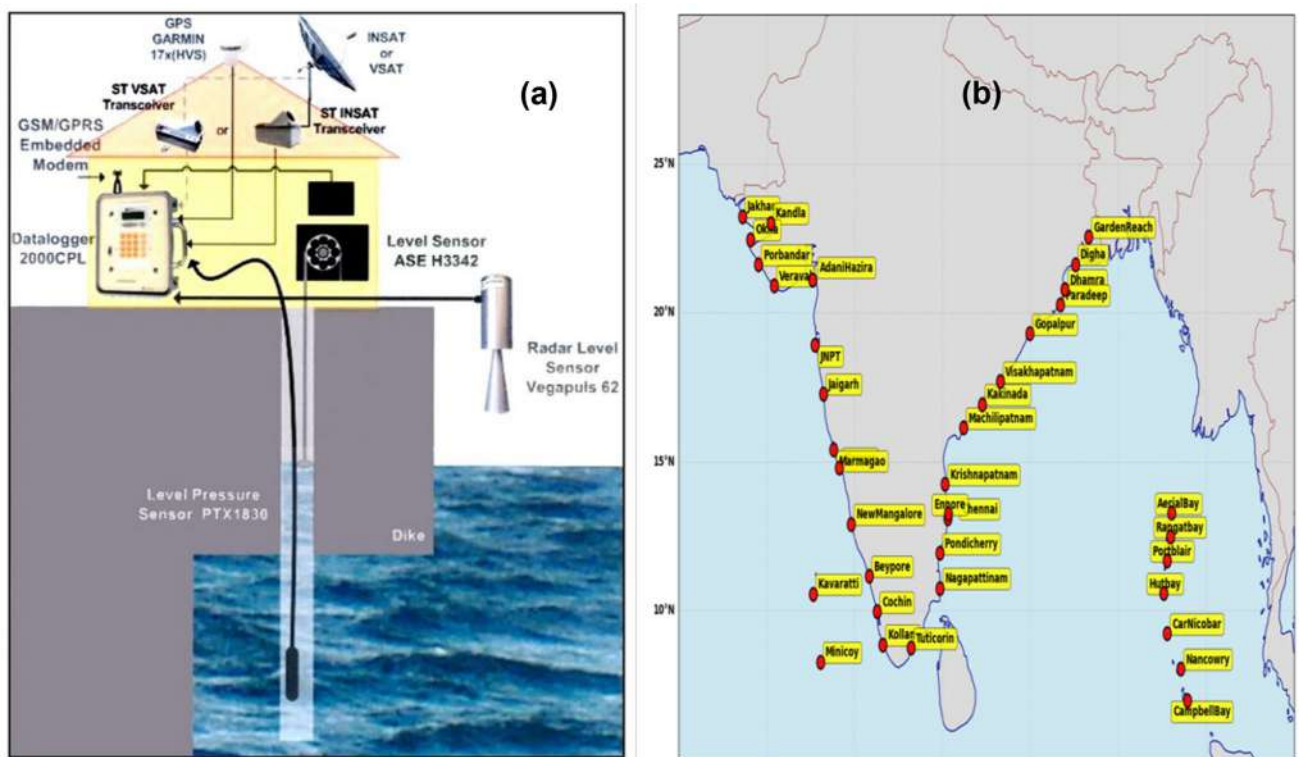 GPS
GARMIN
17x(HVS)
INSAT
or
VSAT
(a)
ST VSAT
Transceiver
or
or
ST INSAT
Transceiver
GSM/GPRS
Embedded
Modem
Datalogger
2000CPL
Level Sensor
ASE H3342
Radar Level
Sensor
Vegapuls 62
Level Pressure
Sensor PTX1830
Dike
(b)
25°N
20°N
15°N
10°N
Jakhau
Kandla
Okha
Porbandar
Veraval
AdaniHazira
JNPT
Jaigarh
Marmagao
NewMangalore
Beypore
Kavaratti
Cochin
Kollam
Tuticorin
Minicoy
GardenReach
Digha
Dhamra
Paradeep
Gopalpur
Visakhapatnam
Kakinada
Machilipatnam
Krishnapatnam
Ennore
Chennai
Pondicherry
Nagapattinam
AerialBay
Rangatbay
Portblair
Hutbay
CarNicobar
Nancowry
CampbellBay